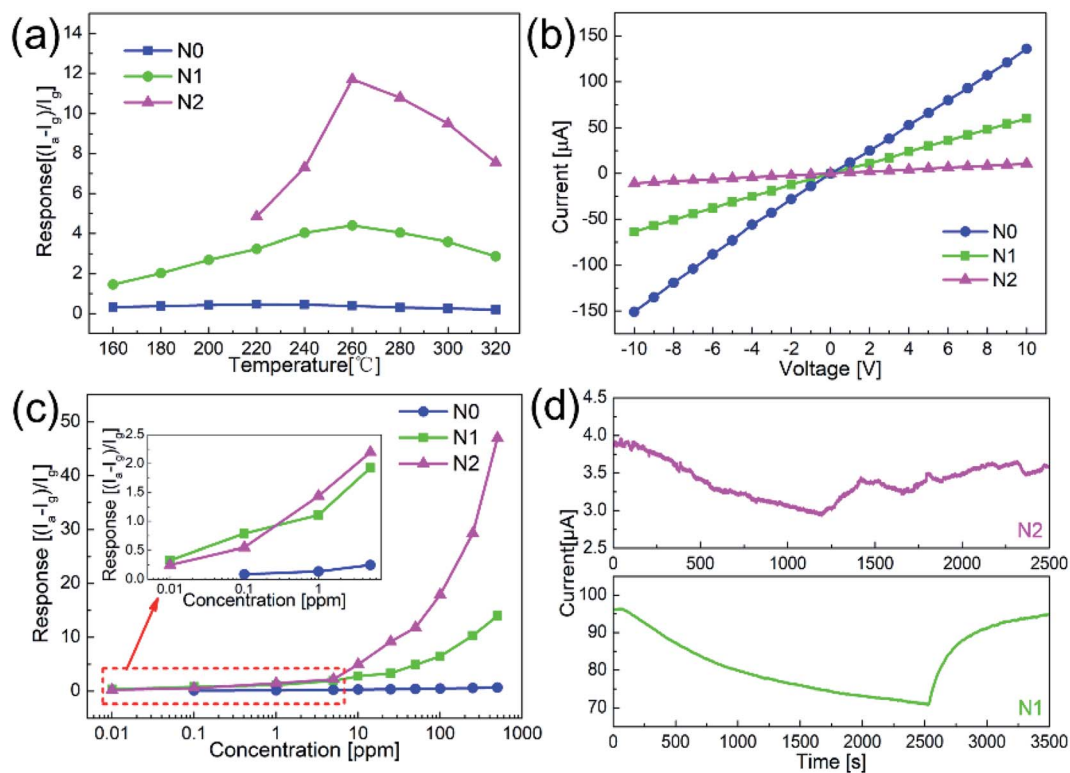 (a)
N0
N1
N2
Response[(Ia-Ig)/Ig]
14
12
10
8
6
4
2
0
160 180 200 220 240 260 280 300 320
Temperature[℃]
(b)
Current [µA]
150
100
50
0
-50
-100
-150
N0
N1
N2
-10 -8 -6 -4 -2 0 2 4 6 8 10
Voltage [V]
(c)
N0
N1
N2
Response [(Ia-Ig)/Ig]
50
40
30
20
10
0
Response [(Ia-Ig)/Ig]
2.5
2.0
1.5
1.0
0.5
0.0
0.01 0.1 1
Concentration [ppm]
0.01 0.1 1 10 100 1000
Concentration [ppm]
(d)
Current[µA]
4.0
3.5
3.0
2.5
N2
0 500 1000 1500 2000 2500
100
90
80
70
N1
0 500 1000 1500 2000 2500 3000 3500
Time [s]